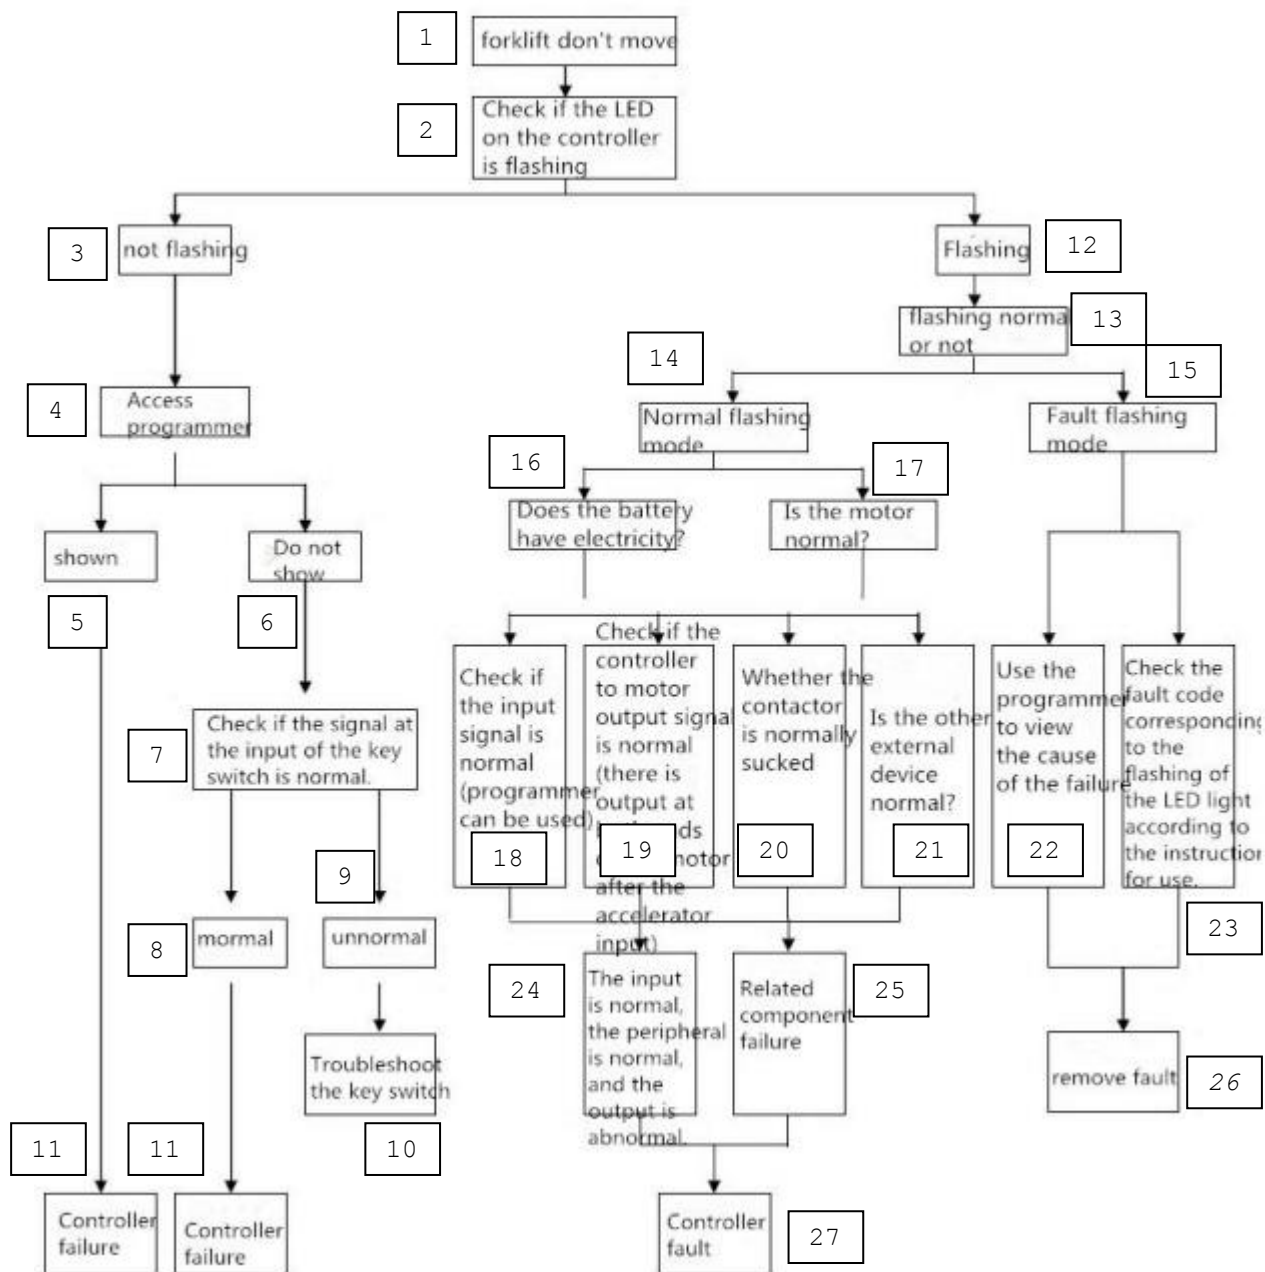 1
forklift don't move
2
Check if the LED
on the controller
is flashing
3
not flashing
Flashing
12
flashing norma
or not
13
14
15
4
Access
programmer
Normal flashing
mode
Fault flashing
mode
16
17
Does the battery
have electricity?
Is the motor
normal?
shown
Do not
show
5
6
7
Check if the signal at
the input of the key
switch is normal.
Check if
the input
signal is
normal
(programmer
can be used)
18
Check if the
controller
to motor
output signal
is normal
(there is
output at
ds
motor
after the
accelerator
input)
19
Whether the
contactor
is normally
sucked
20
Is the other
external
device
normal?
21
Use the
programmer
to view
the cause
of the failure
22
Check the
fault code
corresponding
to the
flashing of
the LED light
according to
the instruction
for use.
23
9
8
mormal
unnormal
24
The input
is normal,
the peripheral
is normal,
and the
output is
abnormal.
Related
component
failure
25
Troubleshoot
the key switch
10
remove fault
26
11
11
Controller
failure
Controller
failure
Controller
fault
27